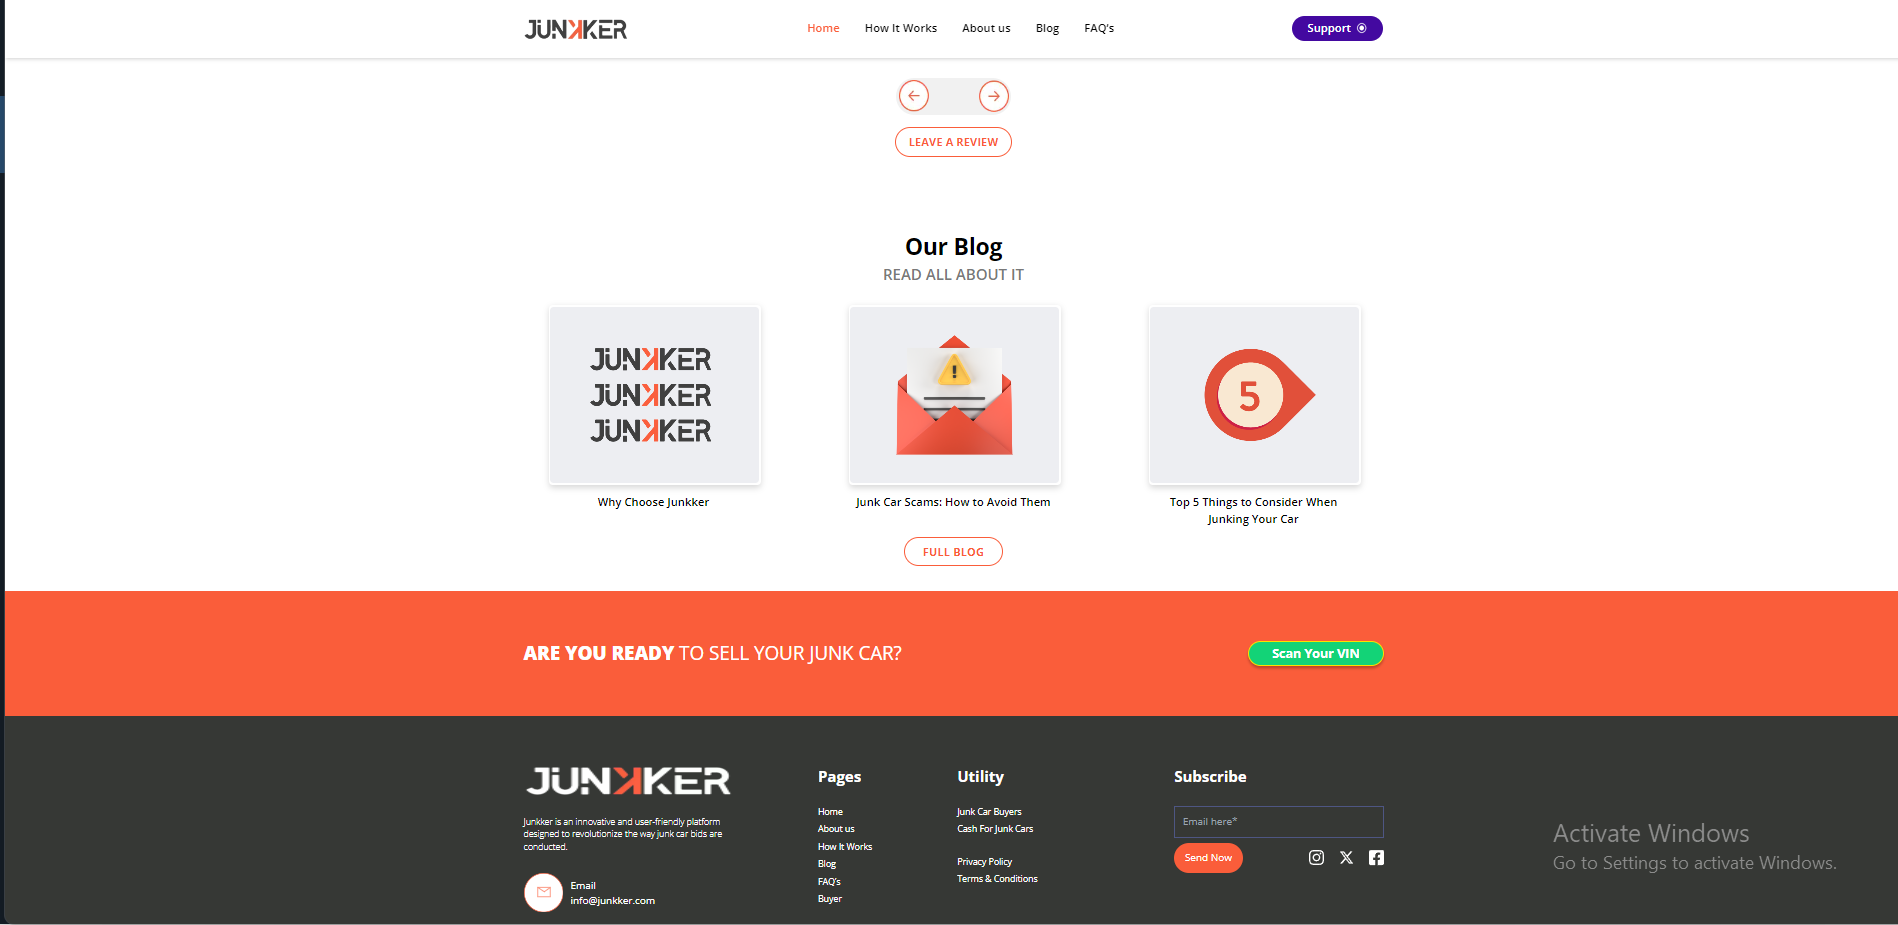 JUNKKER
Home
How It Works
About us
Blog
FAQ's
Support
LEAVE A REVIEW
Our Blog
READ ALL ABOUT IT
JUNKKER
JUNKKER
JUNKKER
5
Why Choose Junkker
Junk Car Scams: How to Avoid Them
Top 5 Things to Consider When
Junking Your Car
FULL BLOG
ARE YOU READY TO SELL YOUR JUNK CAR?
Scan Your VIN
JUNKKER
Junkker is an innovative and user-friendly platform
designed to revolutionize the way junk car bids are
conducted.
Email
info@junkker.com
Pages
Home
About us
How It Works
Blog
FAQ's
Buyer
Utility
Junk Car Buyers
Cash For Junk Cars
Privacy Policy
Terms & Conditions
Subscribe
Email here*
Send Now
Activate Windows
Go to Settings to activate Windows.